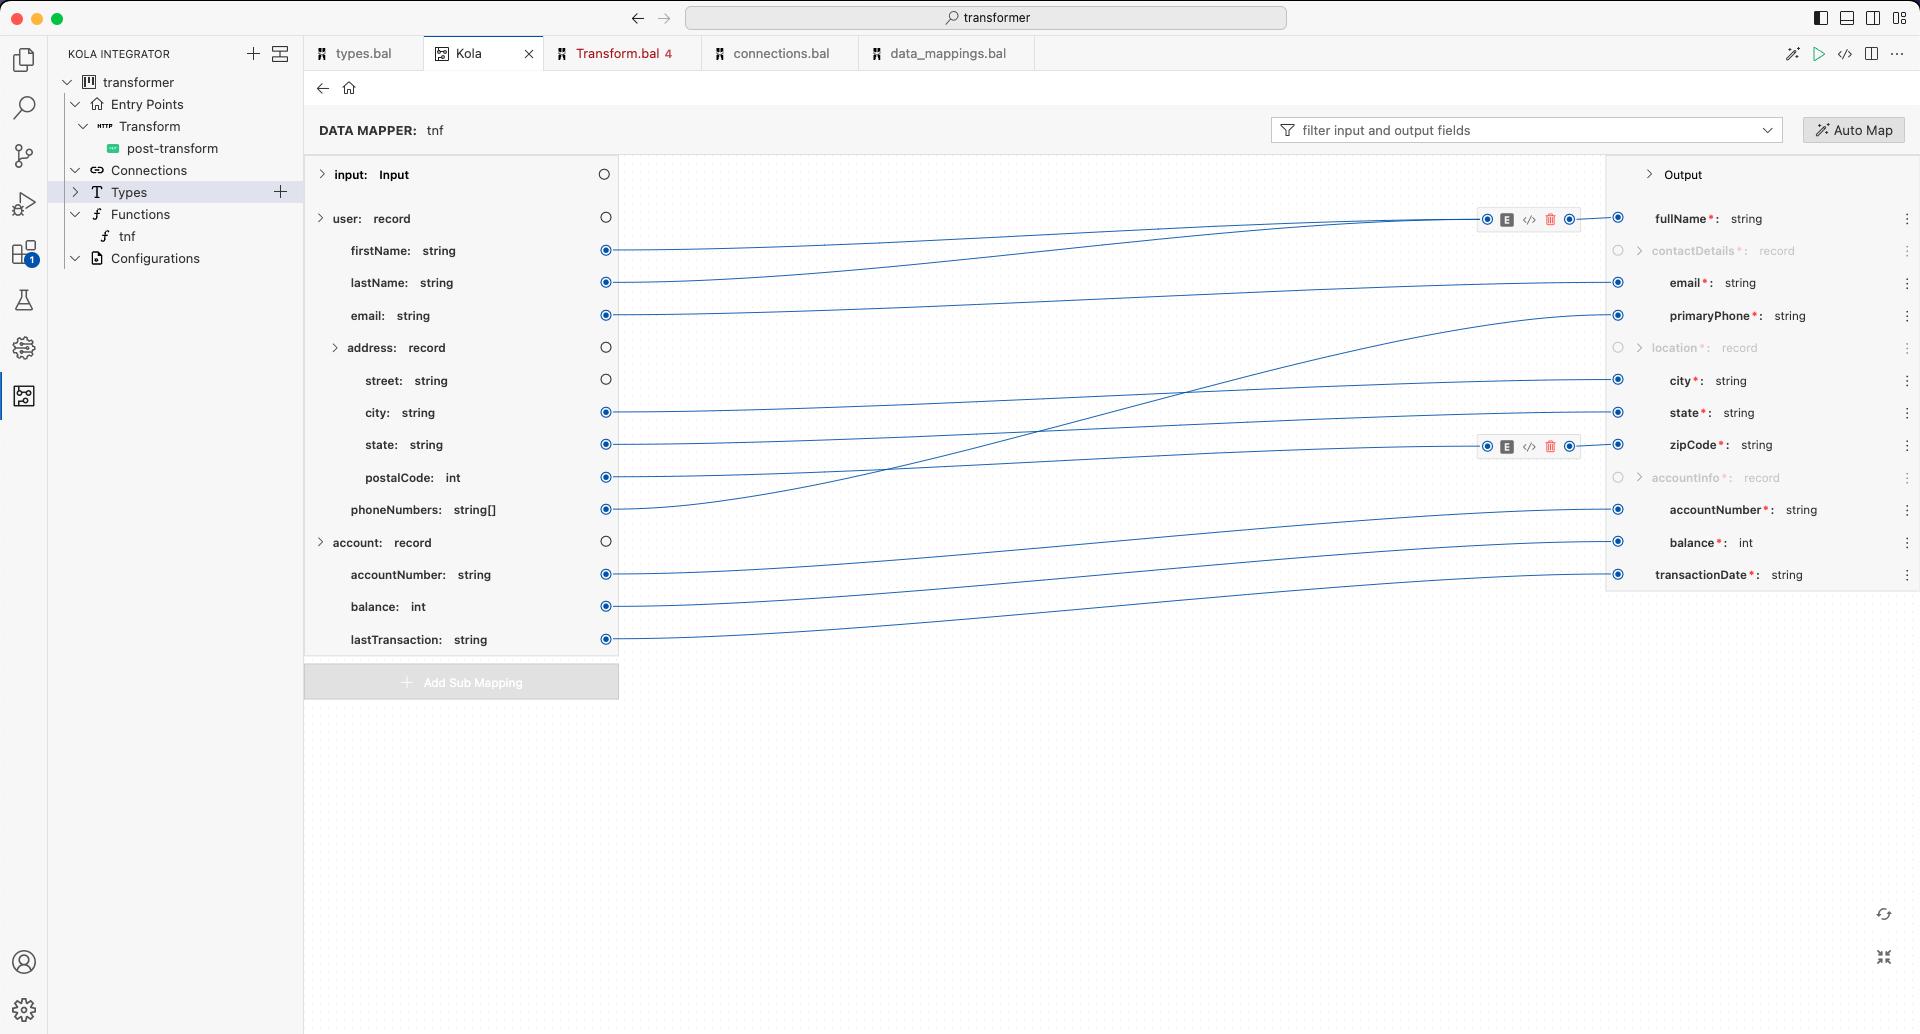 transformer
KOLA INTEGRATOR
types.bal
Kola
Transform.bal 4
connections.bal
data_mappings.bal
transformer
Entry Points
HTTP Transform
post-transform
Connections
Types
Functions
tnf
Configurations
1
DATA MAPPER: tnf
filter input and output fields
Auto Map
input: Input
user: record
firstName: string
lastName: string
email: string
address: record
street: string
city: string
state: string
postalCode: int
phoneNumbers: string[]
account: record
accountNumber: string
balance: int
lastTransaction: string
Add Sub Mapping
E
E
Output
fullName*: string
contactDetails*: record
email*: string
primaryPhone*: string
location*: record
city*: string
state*: string
zipCode*: string
accountInfo*: record
accountNumber*: string
balance*: int
transactionDate*: string